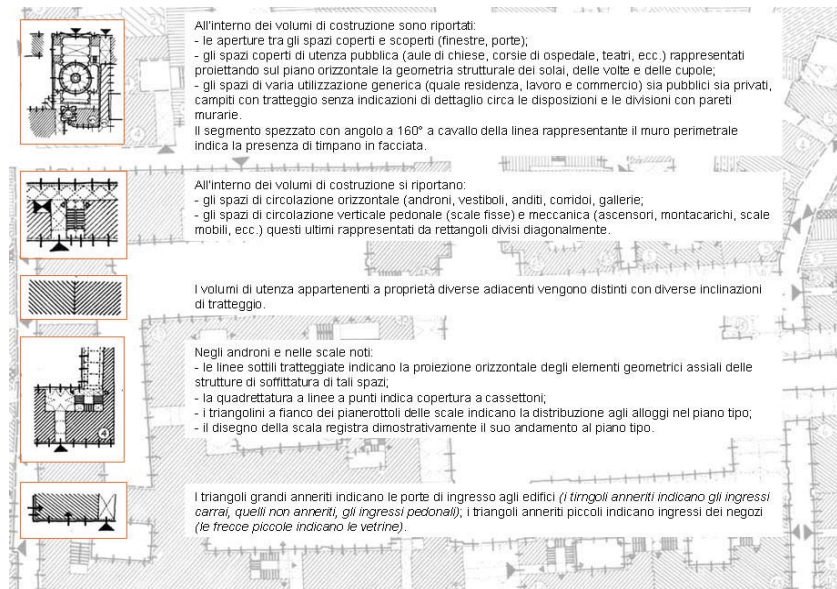 All'interno dei volumi di costruzione sono riportati:
- le aperture tra gli spazi coperti e scoperti (finestre, porte);
- gli spazi coperti di utenza pubblica (aule di chiese, corsie di ospedale, teatri, ecc.) rappresentati
proiettando sul piano orizzontale la geometria strutturale dei solai, delle volte e delle cupole;
- gli spazi di varia utilizzazione generica (quale residenza, lavoro e commercio) sia pubblici sia privati,
campiti con tratteggio senza indicazioni di dettaglio circa le disposizioni e le divisioni con pareti
murarie.
Il segmento spezzato con angolo a 160° a cavallo della linea rappresentante il muro perimetrale
indica la presenza di timpano in facciata.
All'interno dei volumi di costruzione si riportano:
- gli spazi di circolazione orizzontale (androni, vestiboli, anditi, corridoi, gallerie;
- gli spazi di circolazione verticale pedonale (scale fisse) e meccanica (ascensori, montacarichi, scale
mobili, ecc.) questi ultimi rappresentati da rettangoli divisi diagonalmente.
I volumi di utenza appartenenti a proprietà diverse adiacenti vengono distinti con diverse inclinazioni
di tratteggio.
Negli androni e nelle scale noti:
- le linee sottili tratteggiate indicano la proiezione orizzontale degli elementi geometrici assiali delle
strutture di soffittatura di tali spazi;
- la quadrettatura a linee a punti indica copertura a cassettoni;
- i triangolini a fianco dei pianerottoli delle scale indicano la distribuzione agli alloggi nel piano tipo;
- il disegno della scala registra dimostrativamente il suo andamento al piano tipo.
4
I triangoli grandi anneriti indicano le porte di ingresso agli edifici (i tirngoli anneriti indicano gli ingressi
carrai, quelli non anneriti, gli ingressi pedonali); i triangoli anneriti piccoli indicano ingressi dei negozi
(le frecce piccole indicano le vetrine).